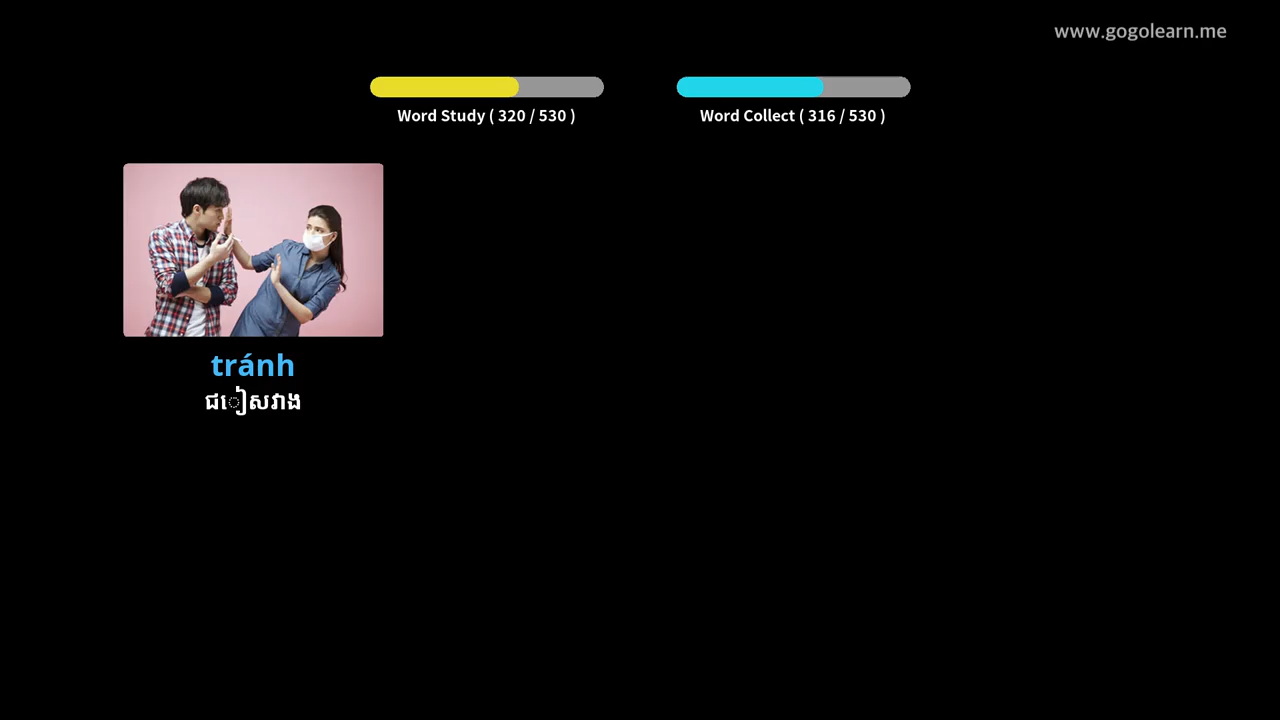 www.gogolearn.me
Word Study ( 320 / 530 )
Word Collect ( 316 / 530 )
tránh
ជៀសវាង